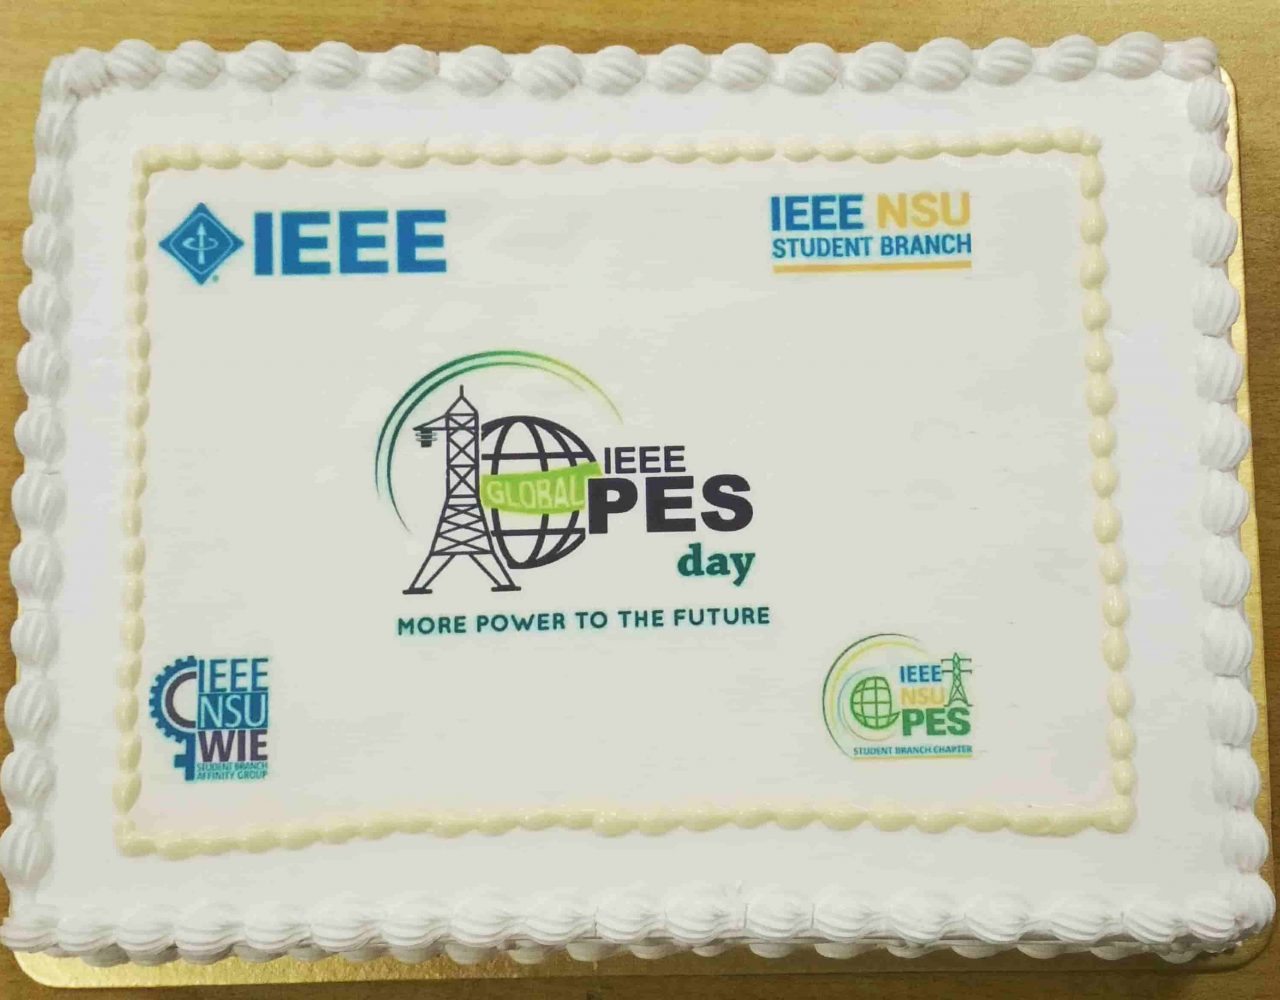 IEEE
IEEE NSU
STUDENT BRANCH
GLOBAL
IEEE
PES
day
MORE POWER TO THE FUTURE
IEEE
NSU
WIE
STUDENT BRANCH
AFFINITY GROUP
IEEE
NSU
PES
STUDENT BRANCH CHAPTER